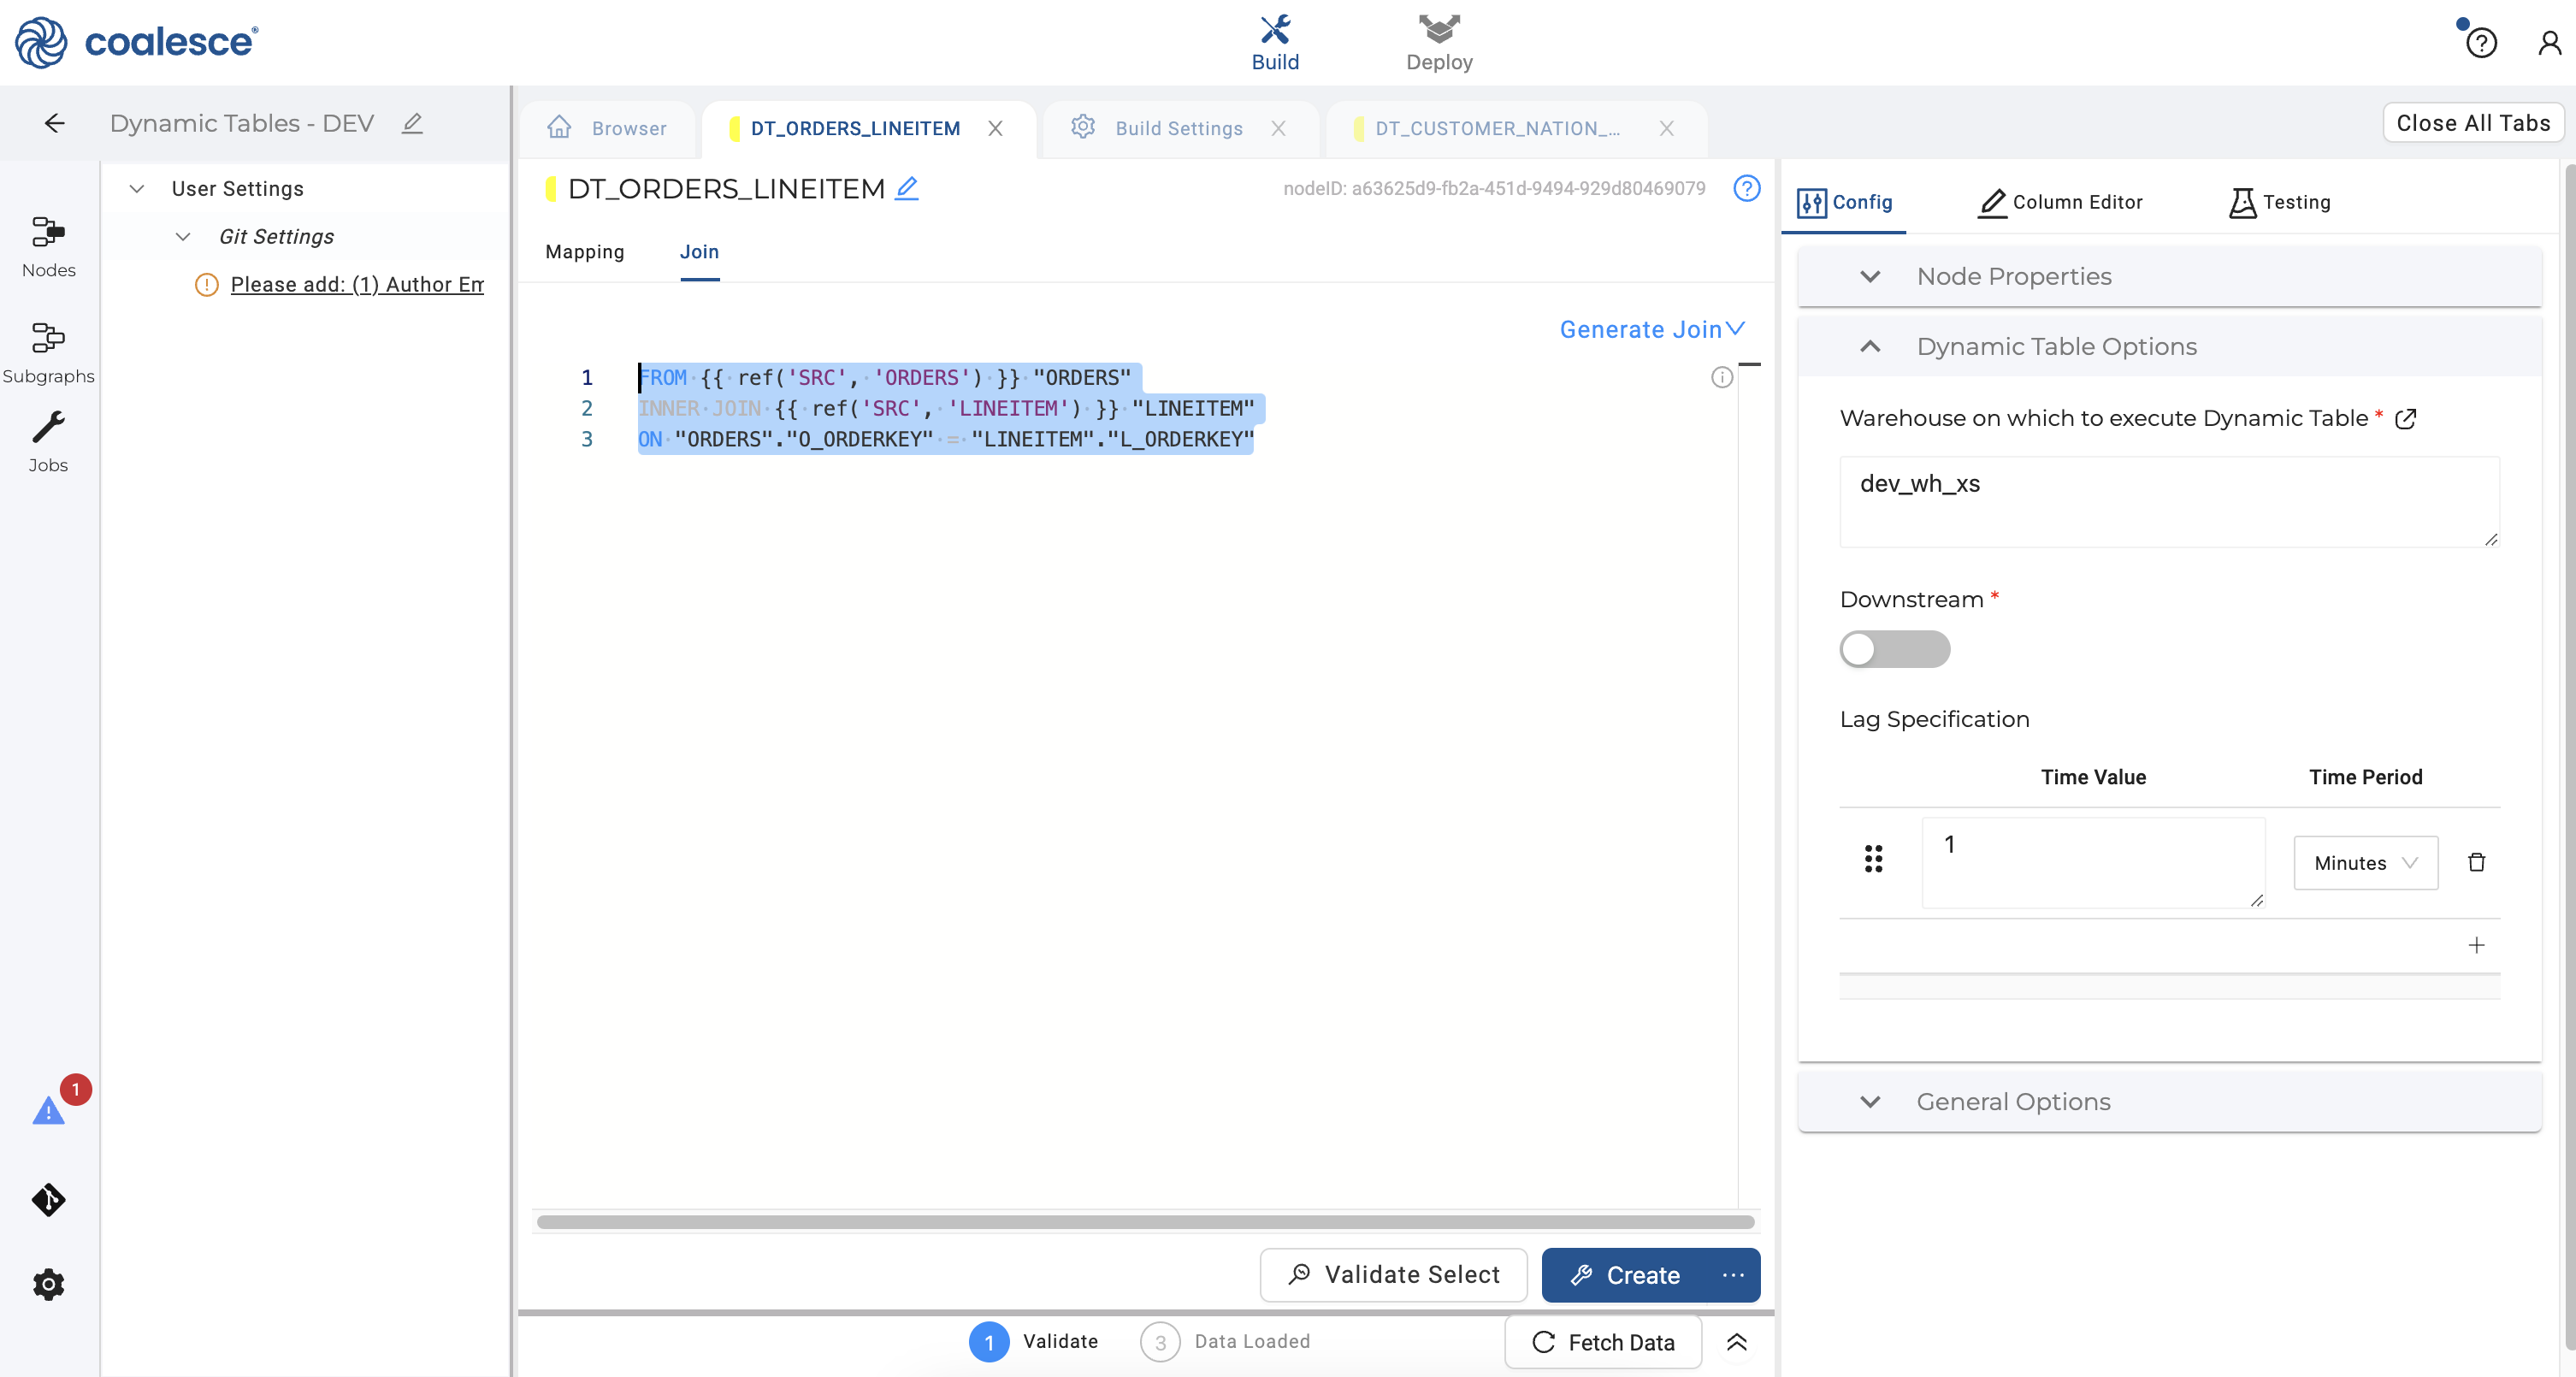 coalesce®
Build
Deploy
Dynamic Tables - DEV
Browser
DT_ORDERS_LINEITEM
Build Settings
DT_CUSTOMER_NATION_...
Close All Tabs
Nodes
Subgraphs
Jobs
1
User Settings
Git Settings
Please add: (1) Author Em
DT_ORDERS_LINEITEM
nodeID: a63625d9-fb2a-451d-9494-929d80469079
Mapping
Join
Generate Join
1 FROM {{ ref('SRC', 'ORDERS') }} "ORDERS"
2 INNER JOIN {{ ref('SRC', 'LINEITEM') }} "LINEITEM"
3 ON "ORDERS"."O_ORDERKEY" = "LINEITEM"."L_ORDERKEY"
Validate Select
Create ...
1 Validate
3 Data Loaded
Fetch Data
Config
Column Editor
Testing
Node Properties
Dynamic Table Options
Warehouse on which to execute Dynamic Table *
dev_wh_xs
Downstream *
Lag Specification
Time Value
Time Period
1
Minutes
General Options